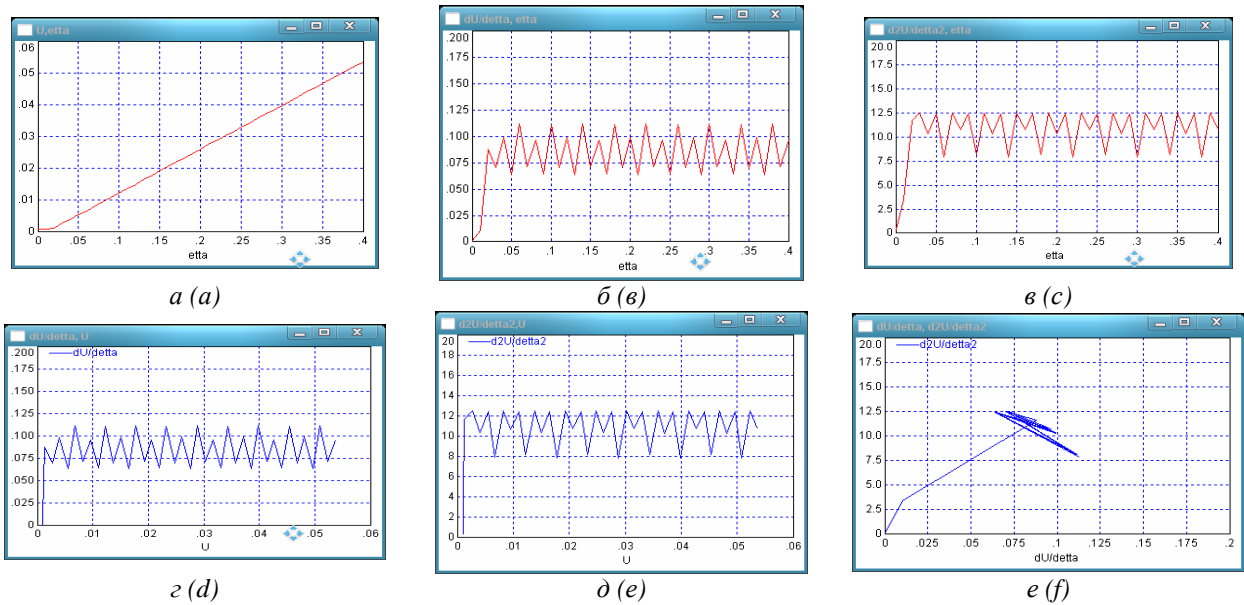 U,etta
.06
.05
.04
.03
.02
.01
0
0 .05 .1 .15 .2 .25 .3 .35 .4
etta
а (a)
dU/detta, etta
.200
.175
.150
.125
.100
.075
.050
.025
0
0 .05 .1 .15 .2 .25 .3 .35 .4
etta
б (в)
d2U/detta2, etta
20.0
17.5
15.0
12.5
10.0
7.5
5.0
2.5
0
0 .05 .1 .15 .2 .25 .3 .35 .4
etta
в (c)
dU/detta, U
dU/detta
.200
.175
.150
.125
.100
.075
.050
.025
0
0 .01 .02 .03 .04 .05 .06
U
г (d)
d2U/detta2,U
d2U/detta2
20
18
16
14
12
10
8
6
4
2
0
0 .01 .02 .03 .04 .05 .06
U
д (e)
dU/detta, d2U/detta2
d2U/detta2
20.0
17.5
15.0
12.5
10.0
7.5
5.0
2.5
0
0 .025 .05 .075 .1 .125 .15 .175 .2
dU/detta
е (f)